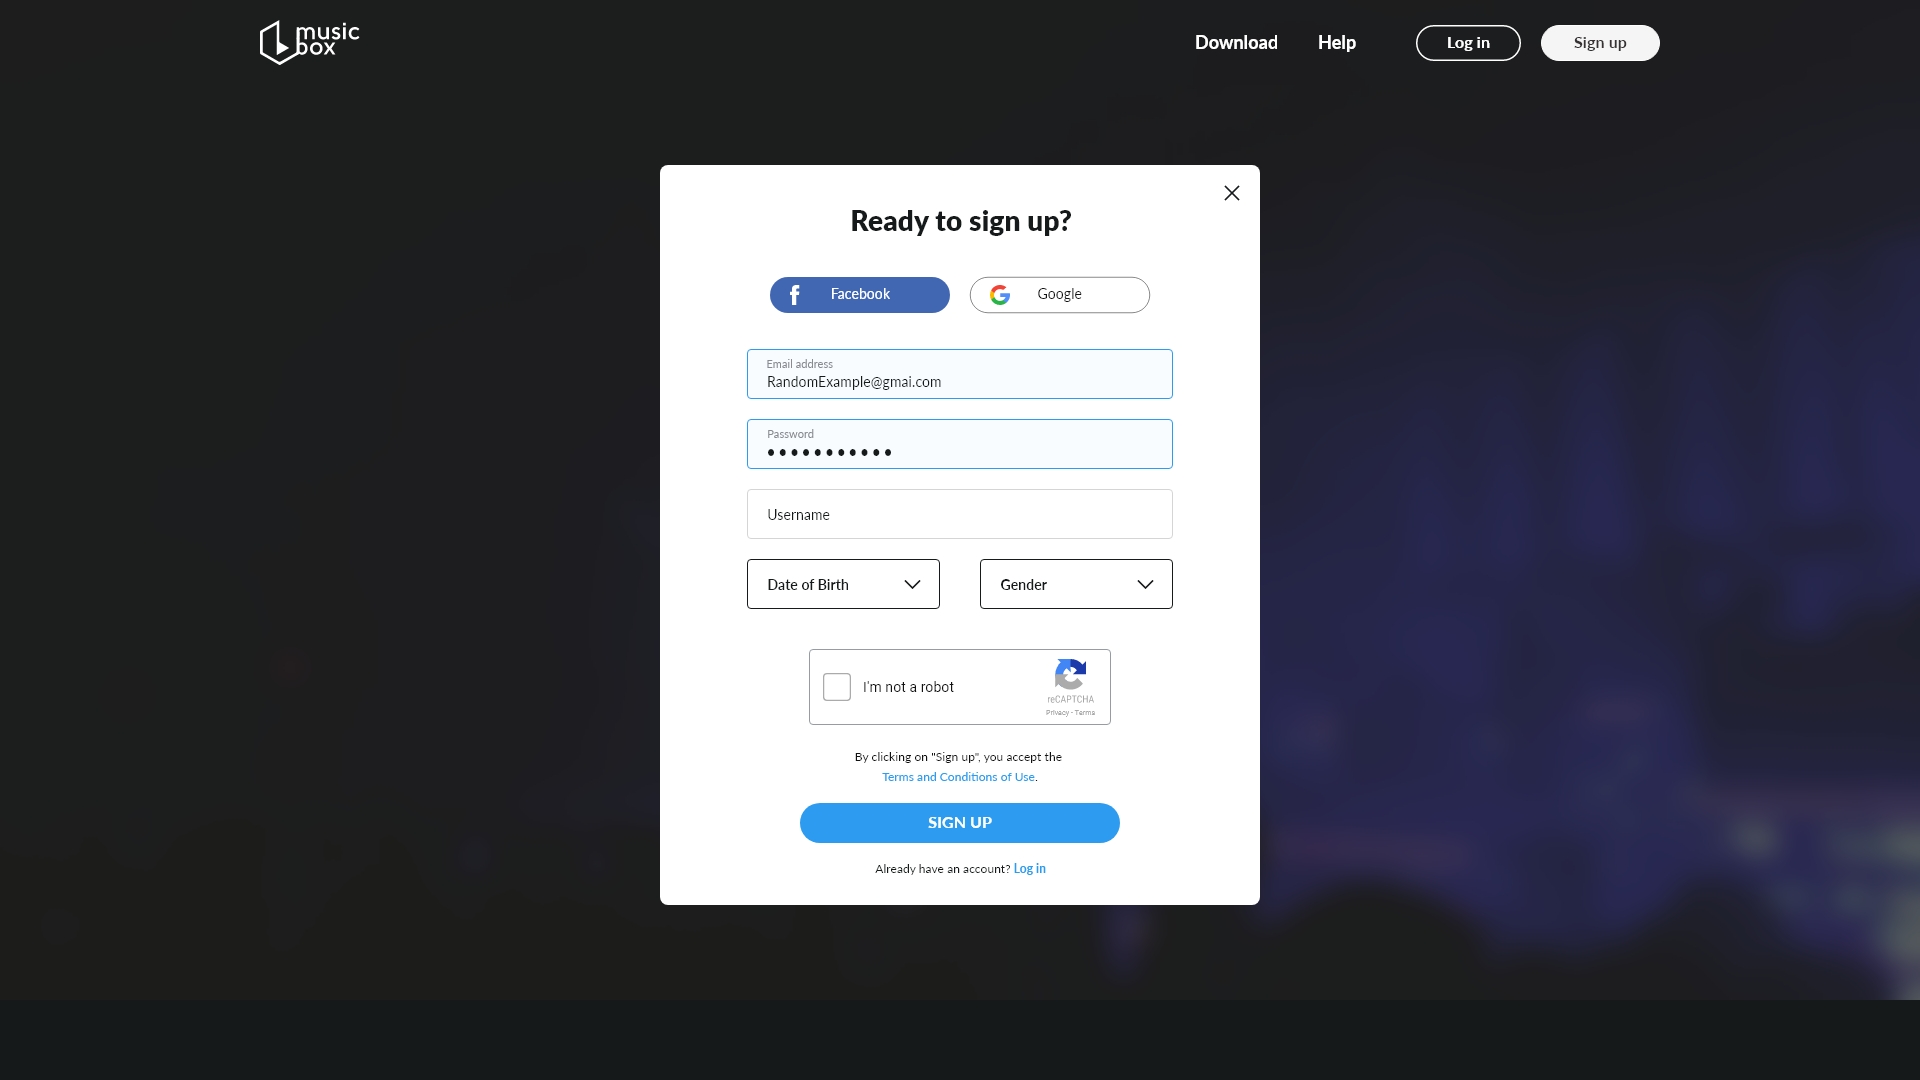 music
box
Download Help Log in Sign up
Ready to sign up?
Facebook Google
Email address
RandomExample@gmai.com
Password
Username
Date of Birth Gender
I'm not a robot
reCAPTCHA
Privacy - Terms
By clicking on "Sign up", you accept the
Terms and Conditions of Use.
SIGN UP
Already have an account? Log in